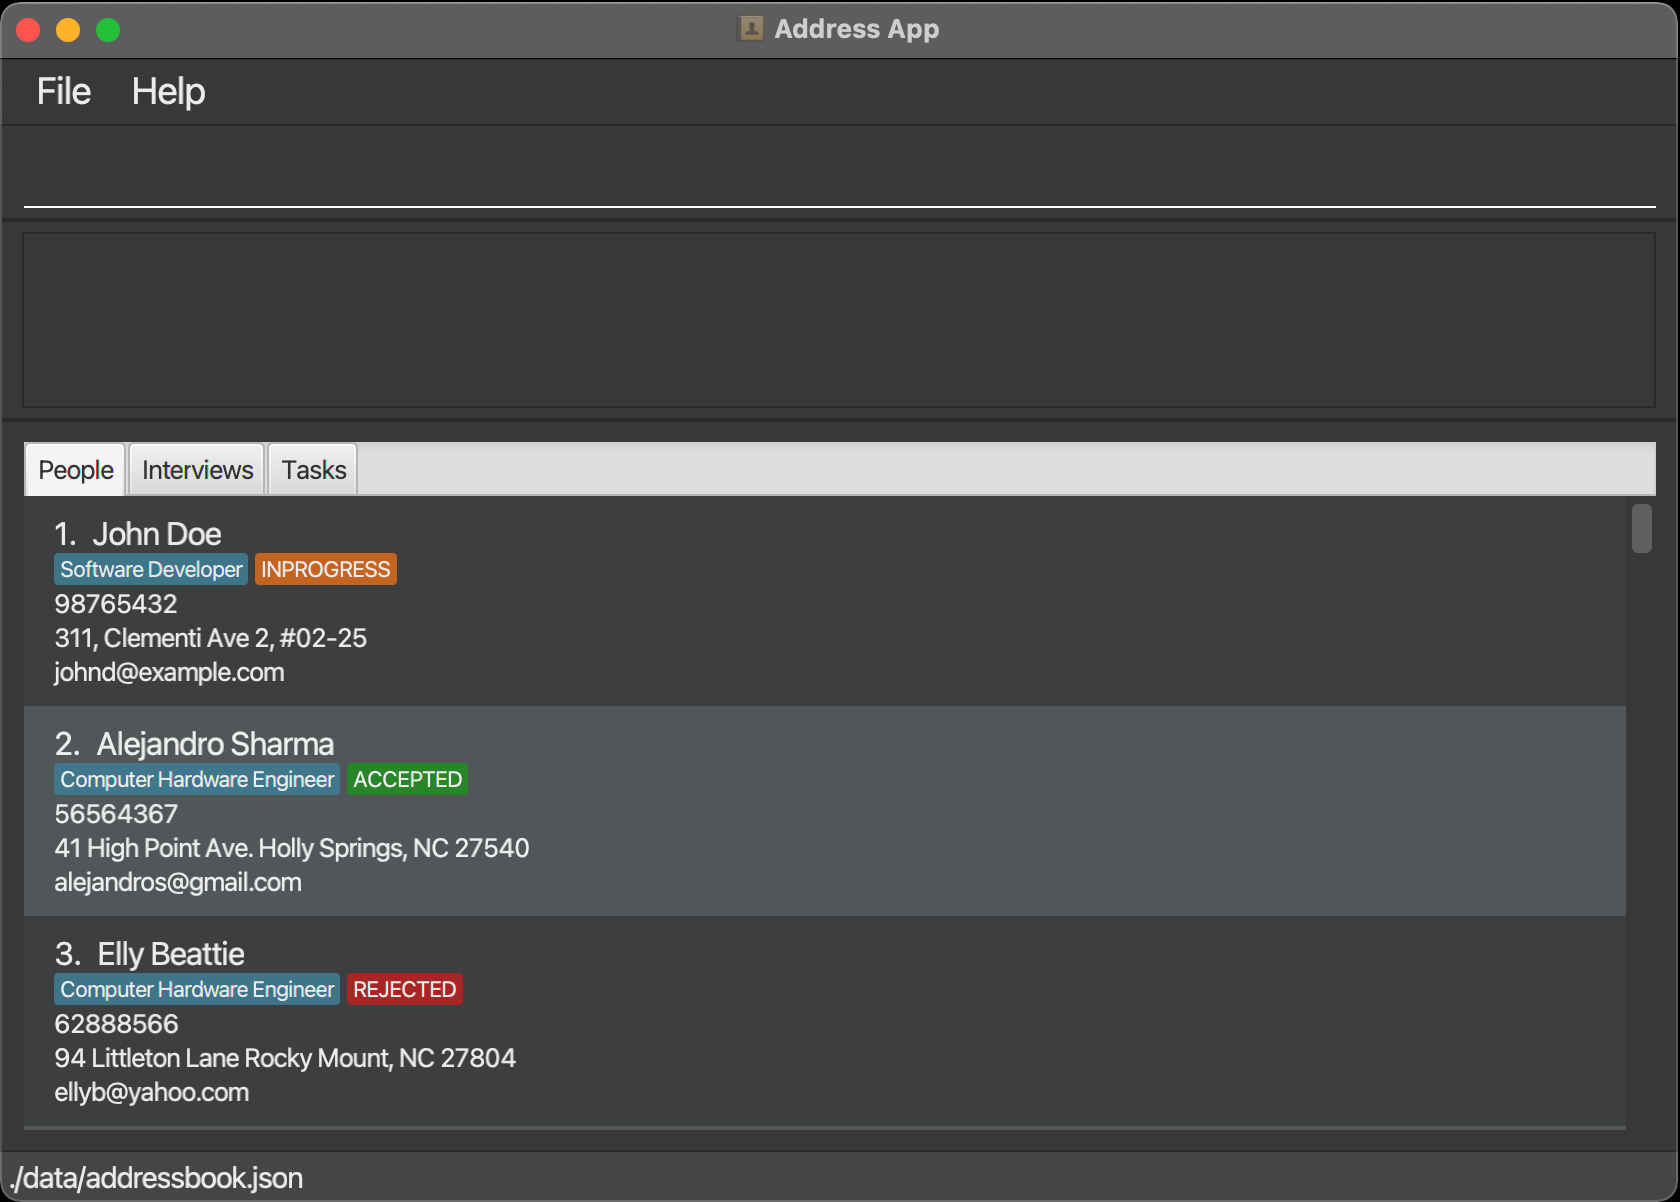 Address App
File Help
People Interviews Tasks
1. John Doe
Software Developer INPROGRESS
98765432
311, Clementi Ave 2, #02-25
johnd@example.com
2. Alejandro Sharma
Computer Hardware Engineer ACCEPTED
56564367
41 High Point Ave. Holly Springs, NC 27540
alejandros@gmail.com
3. Elly Beattie
Computer Hardware Engineer REJECTED
62888566
94 Littleton Lane Rocky Mount, NC 27804
ellyb@yahoo.com
./data/addressbook.json